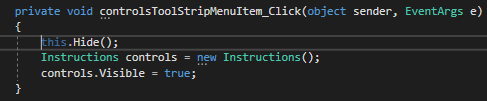 private void controlsToolStripMenuItem_Click(object sender, EventArgs e)
{
this.Hide();
Instructions controls = new Instructions();
controls.Visible = true;
}